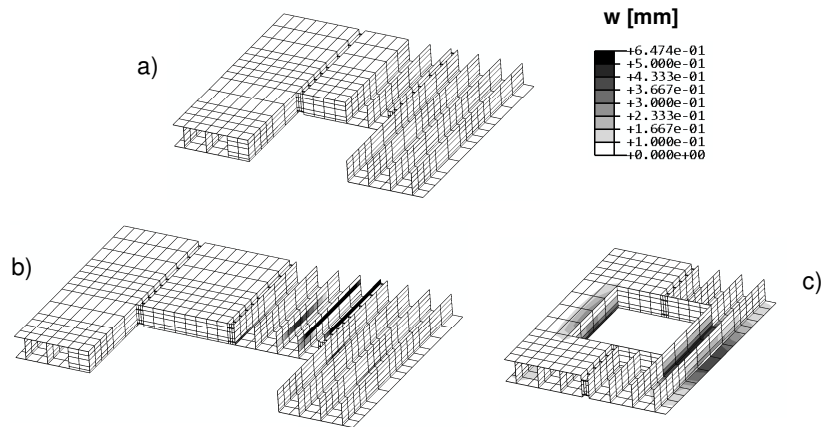 w [mm]
a)
+6.474e-01
+5.000e-01
+4.333e-01
+3.667e-01
+3.000e-01
+2.333e-01
+1.667e-01
+1.000e-01
+0.000e+00
b)
c)